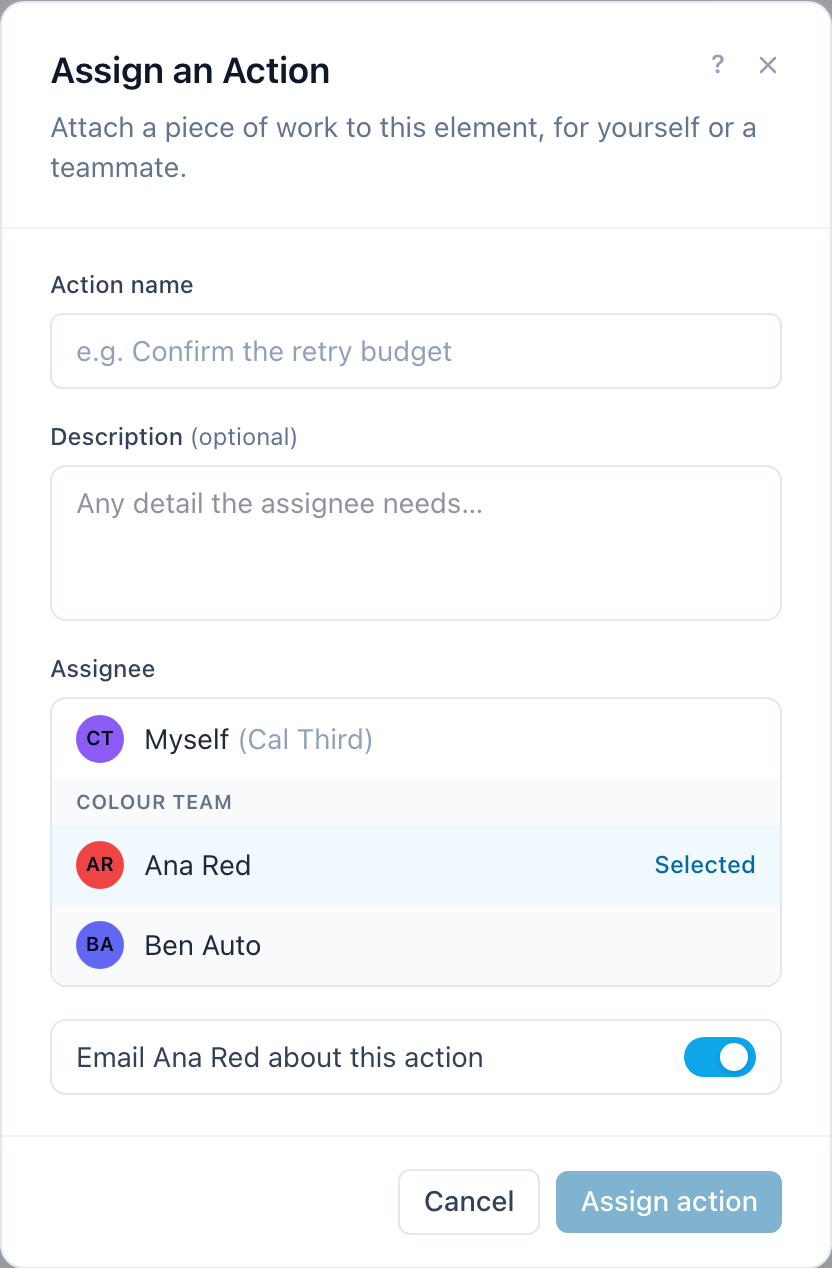 Assign an Action
?
Attach a piece of work to this element, for yourself or a
teammate.
Action name
e.g. Confirm the retry budget
Description (optional)
Any detail the assignee needs...
Assignee
CT Myself (Cal Third)
COLOUR TEAM
AR Ana Red Selected
BA Ben Auto
Email Ana Red about this action
Cancel Assign action